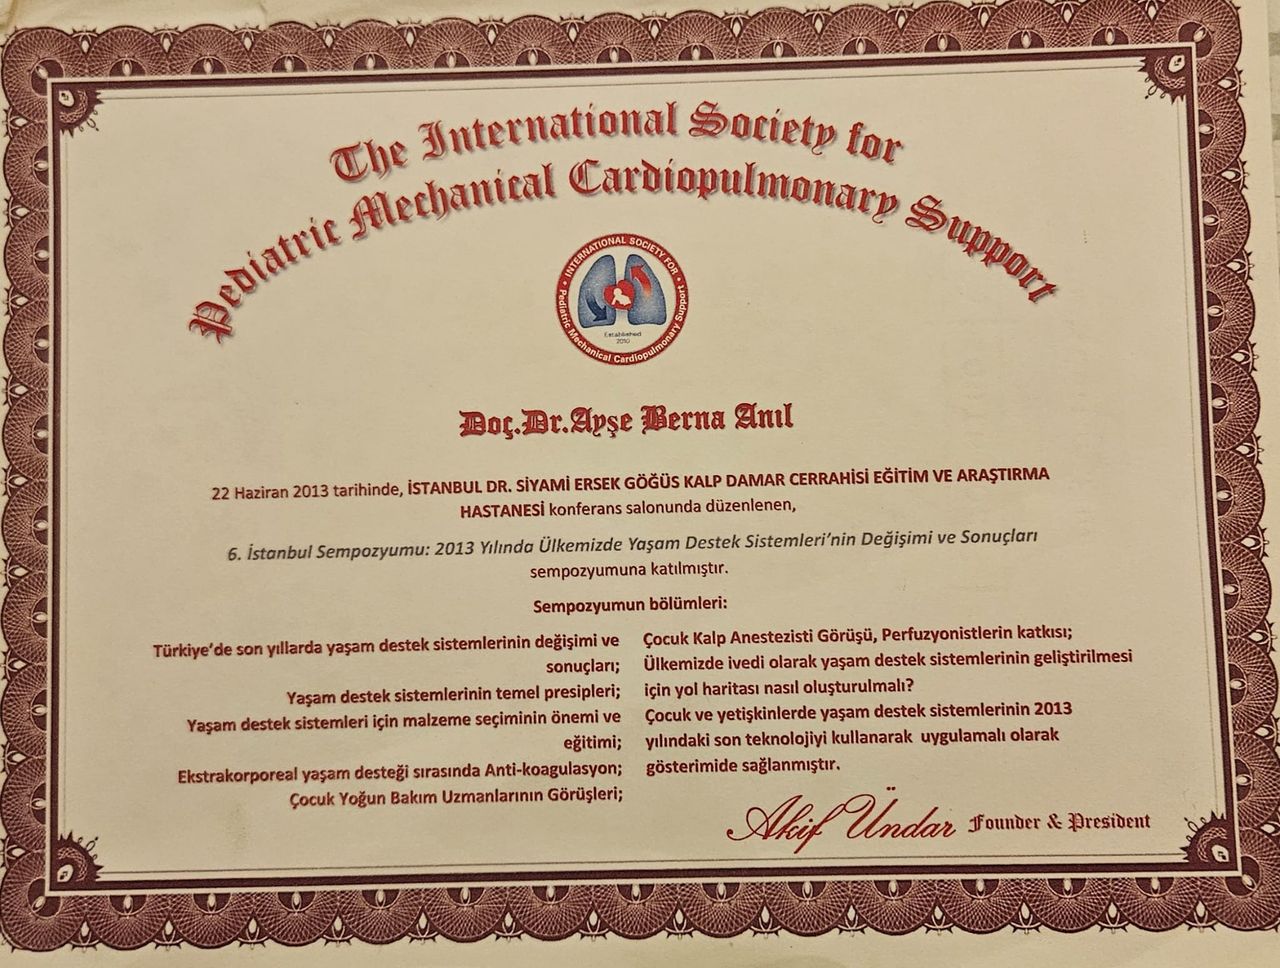 The International Society for
Pediatric Mechanical Cardiopulmonary Support
INTERNATIONAL SOCIETY FOR
Pediatric Mechanical Cardiopulmonary Support
Established
2010
Doç.Dr.Ayşe Berna Anıl
22 Haziran 2013 tarihinde, İSTANBUL DR. SİYAMİ ERSEK GÖĞÜS KALP DAMAR CERRAHİSİ EĞİTİM VE ARAŞTIRMA
HASTANESİ konferans salonunda düzenlenen,
6. İstanbul Sempozyumu: 2013 Yılında Ülkemizde Yaşam Destek Sistemleri’nin Değişimi ve Sonuçları
sempozyumuna katılmıştır.
Sempozyumun bölümleri:
Türkiye’de son yıllarda yaşam destek sistemlerinin değişimi ve
sonuçları;
Yaşam destek sistemlerinin temel presipleri;
Yaşam destek sistemleri için malzeme seçiminin önemi ve
eğitimi;
Ekstrakorporeal yaşam desteği sırasında Anti-koagulasyon;
Çocuk Yoğun Bakım Uzmanlarının Görüşleri;
Çocuk Kalp Anestezisti Görüşü, Perfuzyonistlerin katkısı;
Ülkemizde ivedi olarak yaşam destek sistemlerinin geliştirilmesi
için yol haritası nasıl oluşturulmalı?
Çocuk ve yetişkinlerde yaşam destek sistemlerinin 2013
yılındaki son teknolojiyi kullanarak uygulamalı olarak
gösterimide sağlanmıştır.
Akif Ündar Founder & President